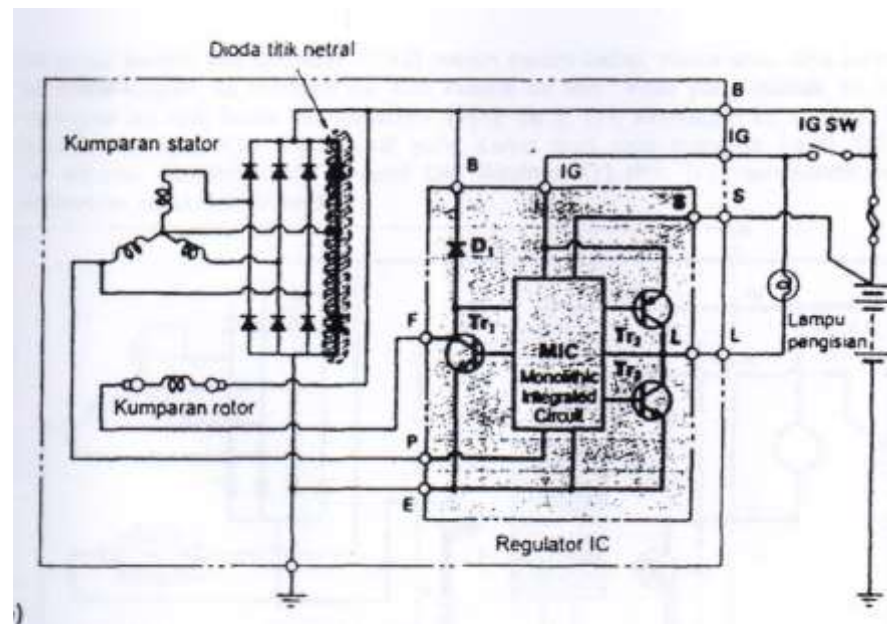 Dioda titik netral
B
Kumparan stator
IG SW
IG
B
IG
S
S
D1
F
Tr1
Tr2
L
L
Lampu
pangisian
MIC
Monolithic
Integrated
Circuit
Tr3
Kumparan rotor
P
E
Regulator IC
)